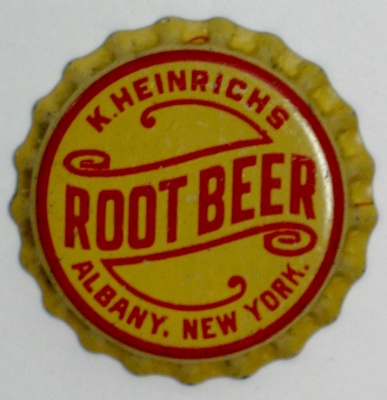 K. HEINRICHS
ROOT BEER
ALBANY, NEW YORK.